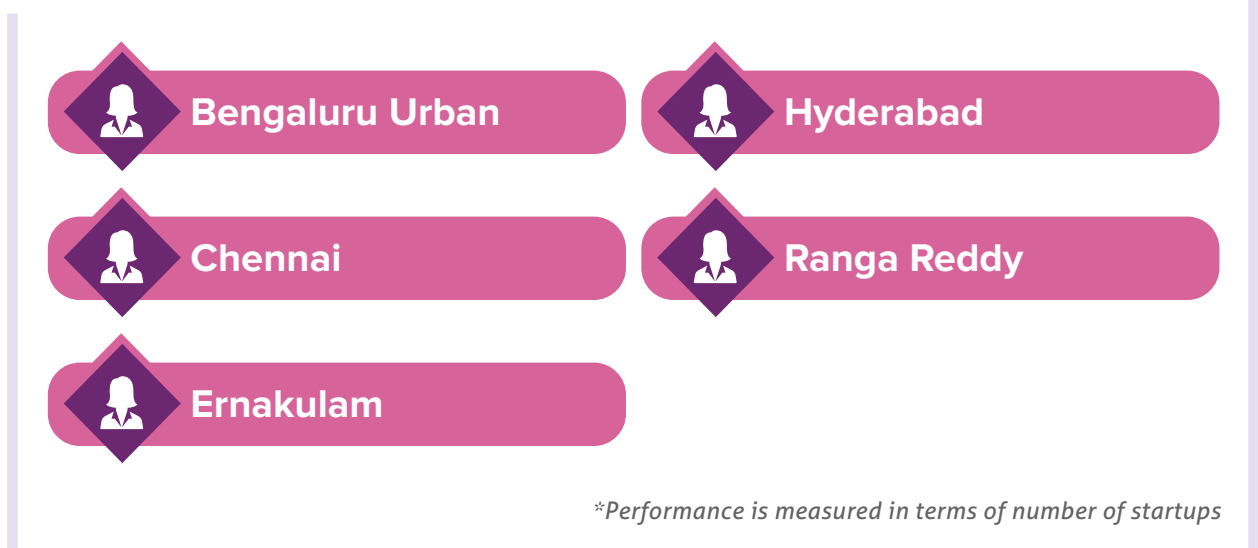 Bengaluru Urban
Hyderabad
Chennai
Ranga Reddy
Ernakulam
*Performance is measured in terms of number of startups